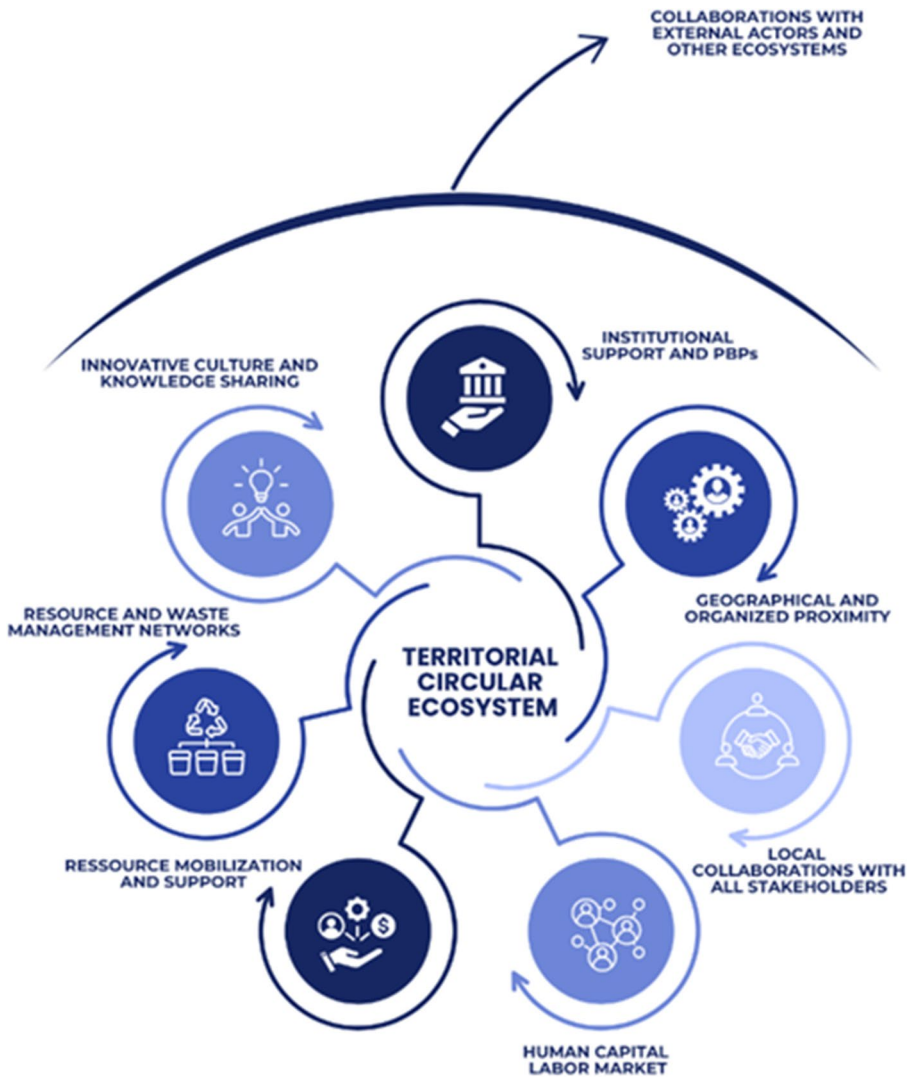 COLLABORATIONS WITH
EXTERNAL ACTORS AND
OTHER ECOSYSTEMS
INSTITUTIONAL
SUPPORT AND PBPs
INNOVATIVE CULTURE AND
KNOWLEDGE SHARING
GEOGRAPHICAL AND
ORGANIZED PROXIMITY
RESOURCE AND WASTE
MANAGEMENT NETWORKS
TERRITORIAL
CIRCULAR
ECOSYSTEM
LOCAL
COLLABORATIONS WITH
ALL STAKEHOLDERS
RESSOURCE MOBILIZATION
AND SUPPORT
$
HUMAN CAPITAL
LABOR MARKET